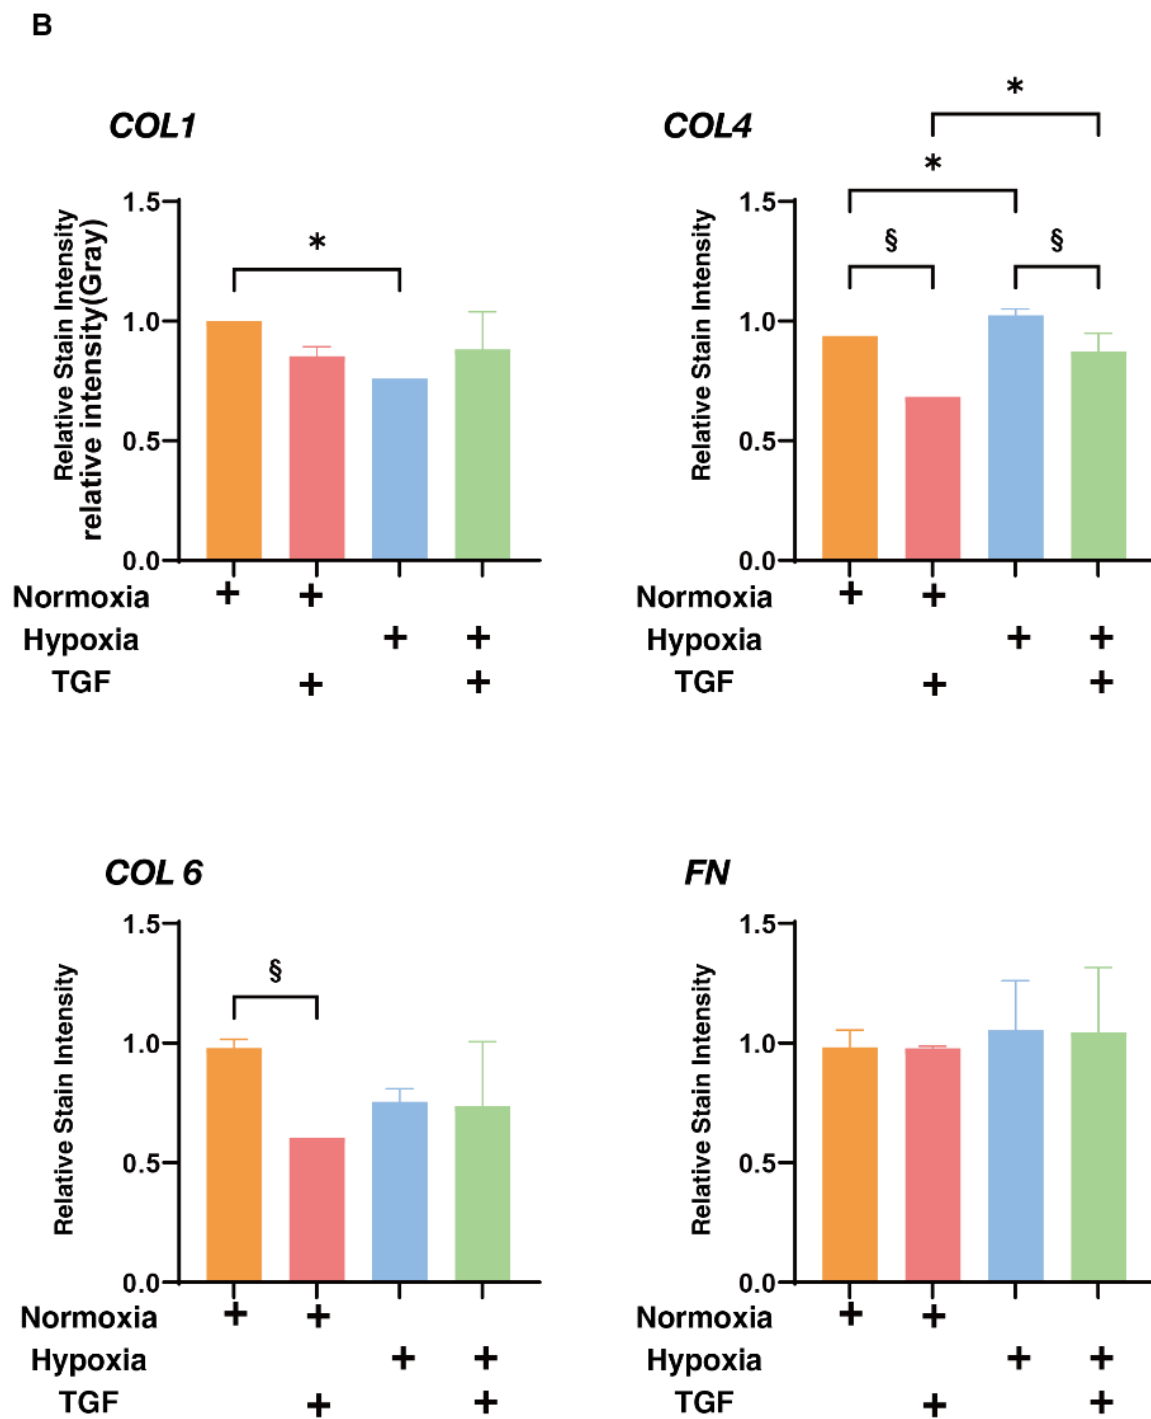 B
COL1
Relative Stain Intensity
relative intensity(Gray)
*
1.5
1.0
0.5
0.0
Normoxia + +
Hypoxia + +
TGF + +
COL4
Relative Stain Intensity
*
*
§ §
1.5
1.0
0.5
0.0
Normoxia + +
Hypoxia + +
TGF + +
COL 6
Relative Stain Intensity
§
1.5
1.0
0.5
0.0
Normoxia + +
Hypoxia + +
TGF + +
FN
Relative Stain Intensity
1.5
1.0
0.5
0.0
Normoxia + +
Hypoxia + +
TGF + +